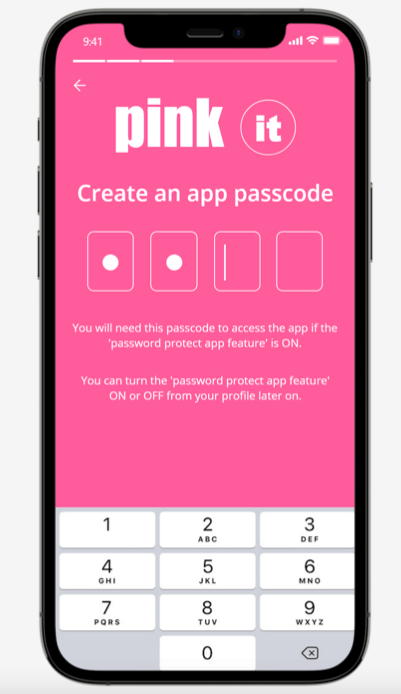 9:41
pink it
Create an app passcode
You will need this passcode to access the app if the
'password protect app feature' is ON.
You can turn the 'password protect app feature'
ON or OFF from your profile later on.
1 2 3
ABC DEF
4 5 6
GHI JKL MNO
7 8 9
PQRS TUV WXYZ
0